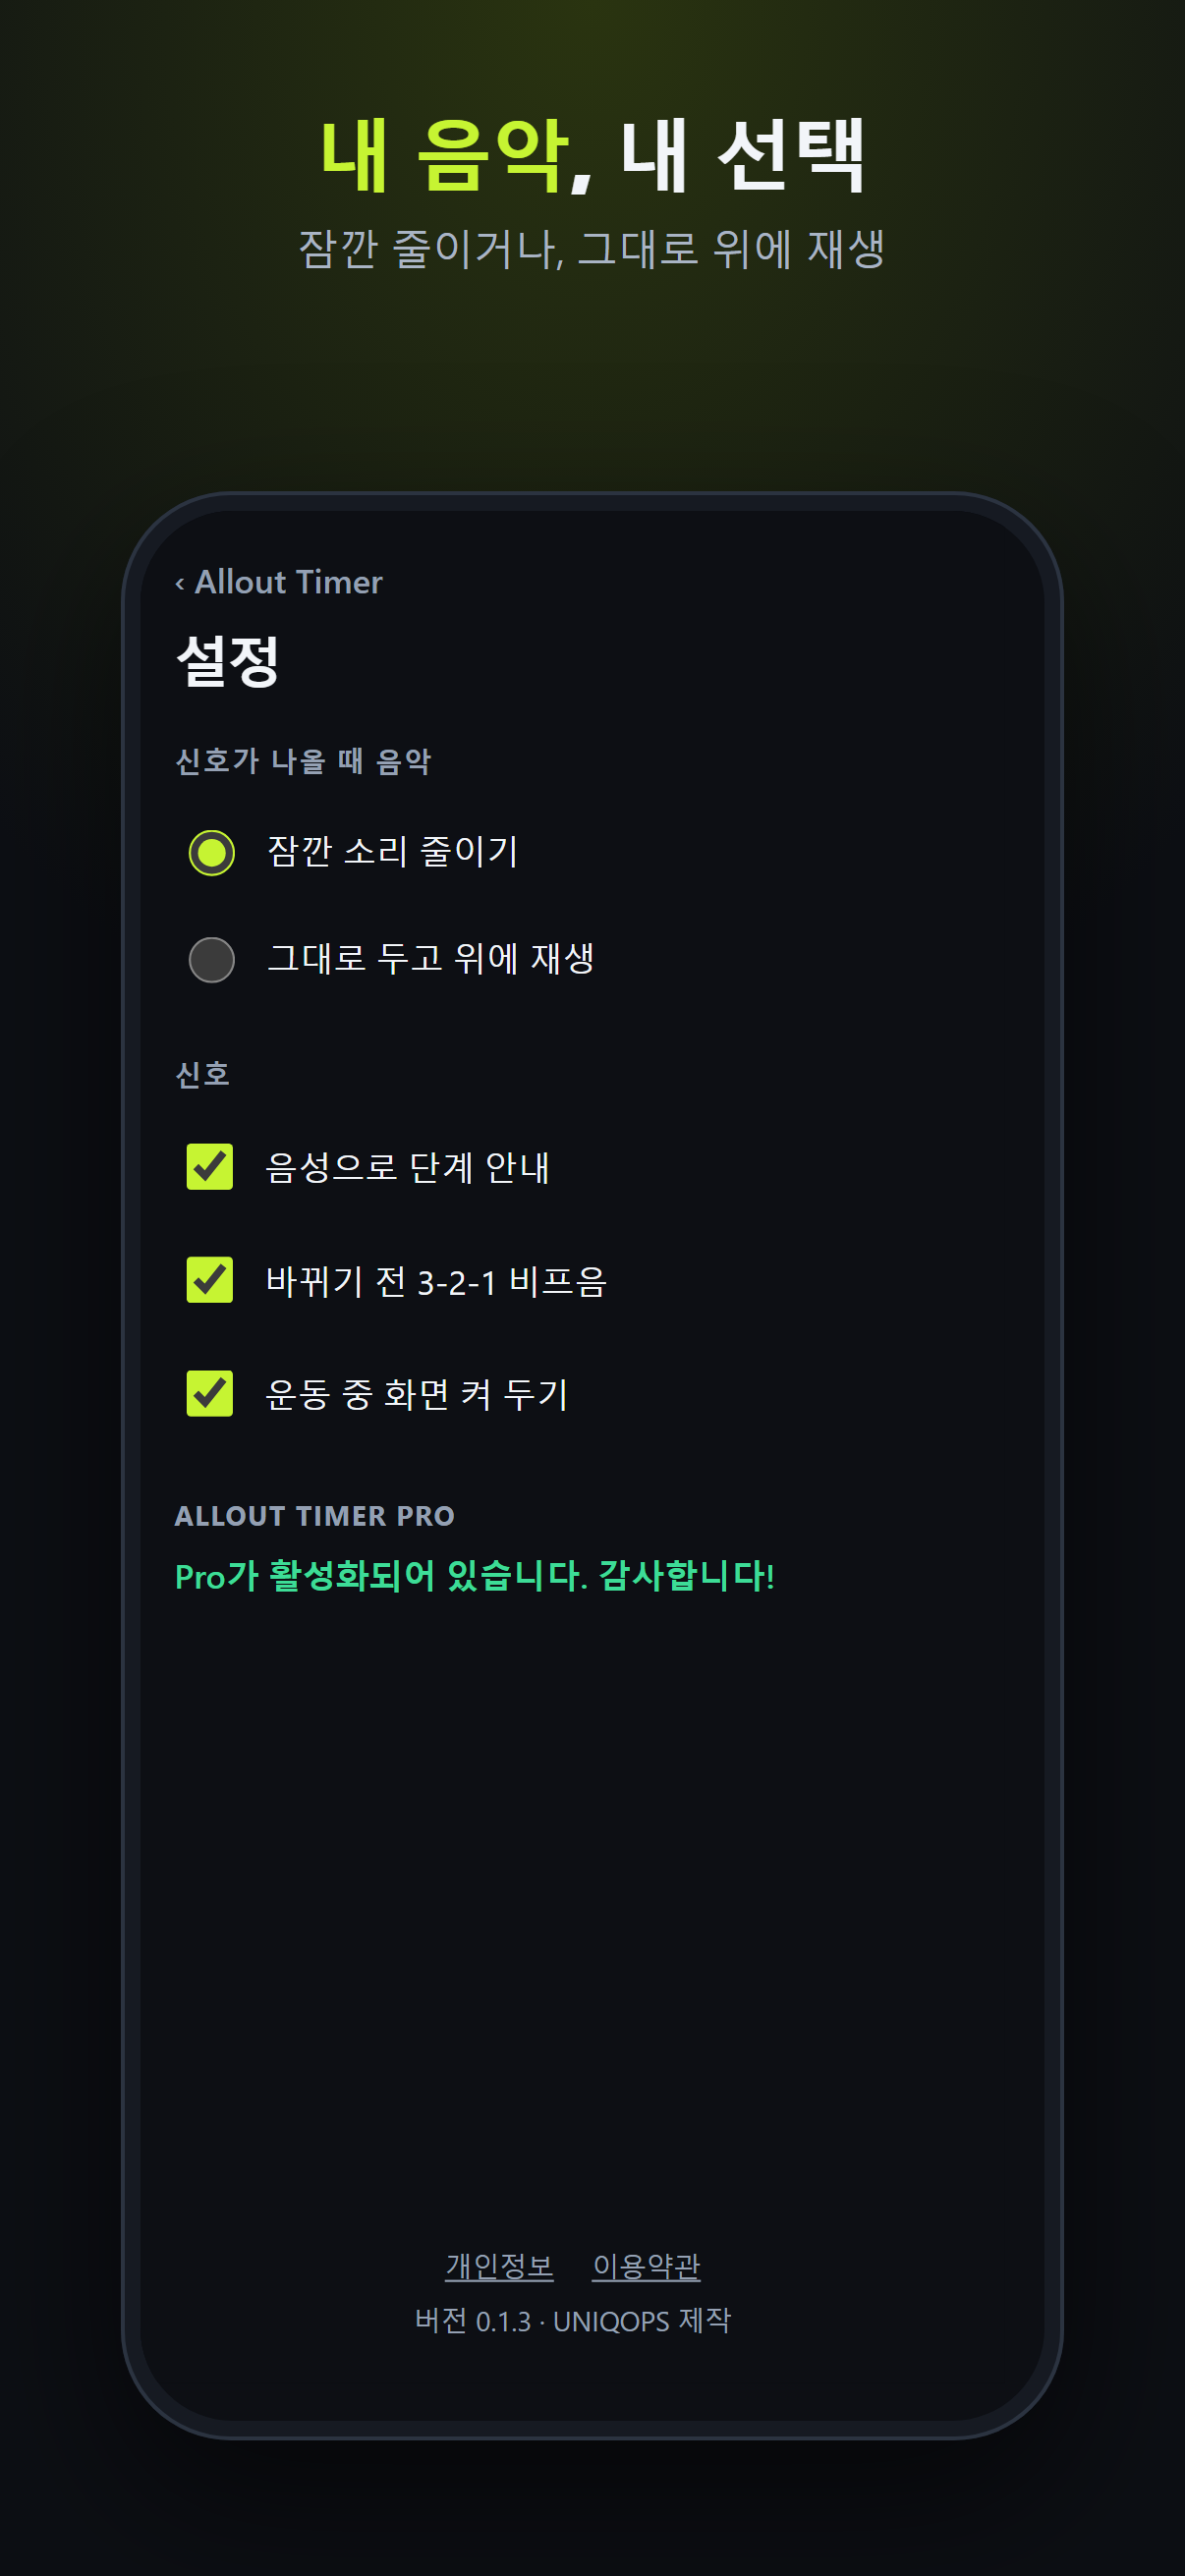 내 음악, 내 선택
잠깐 줄이거나, 그대로 위에 재생
‹ Allout Timer
설정
신호가 나올 때 음악
잠깐 소리 줄이기
그대로 두고 위에 재생
신호
음성으로 단계 안내
바뀌기 전 3-2-1 비프음
운동 중 화면 켜 두기
ALLOUT TIMER PRO
Pro가 활성화되어 있습니다. 감사합니다!
개인정보 이용약관
버전 0.1.3 · UNIQOPS 제작